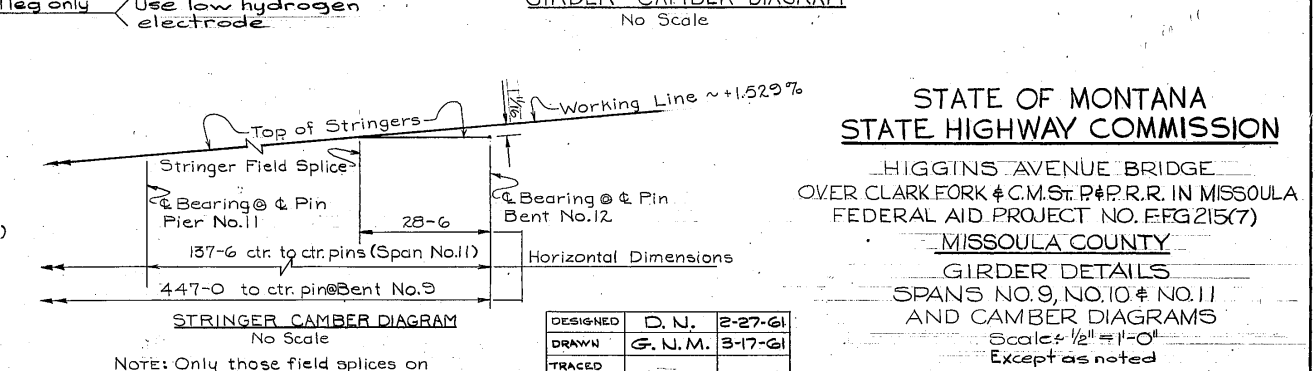 leg only
Use low hydrogen
electrode
GIRDER CAMBER DIAGRAM
No Scale
Working Line ~ +1.529%
Top of Stringers
Stringer Field Splice
℄ Bearing @ ℄ Pin
Pier No.11
28-6
℄ Bearing @ ℄ Pin
Bent No.12
137-6 ctr. to ctr. pins (Span No.11)
Horizontal Dimensions
447-0 to ctr. pin@Bent No.9
STRINGER CAMBER DIAGRAM
No Scale
NOTE: Only those field splices on
DESIGNED D. N. 2-27-61
DRAWN G. N. M. 3-17-61
TRACED
STATE OF MONTANA
STATE HIGHWAY COMMISSION
HIGGINS AVENUE BRIDGE
OVER CLARK FORK & C.M.ST. P.& P. R.R. IN MISSOULA
FEDERAL AID PROJECT NO. F-FG 215(7)
MISSOULA COUNTY
GIRDER DETAILS
SPANS NO.9, NO.10 & NO.11
AND CAMBER DIAGRAMS
Scale: 1/2" = 1'-0"
Except as noted